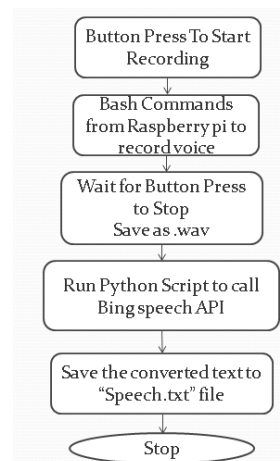 Button Press To Start
Recording
Bash Commands
from Raspberry pi to
record voice
Wait for Button Press
to Stop
Save as .wav
Run Python Script to call
Bing speech API
Save the converted text to
“Speech.txt” file
Stop